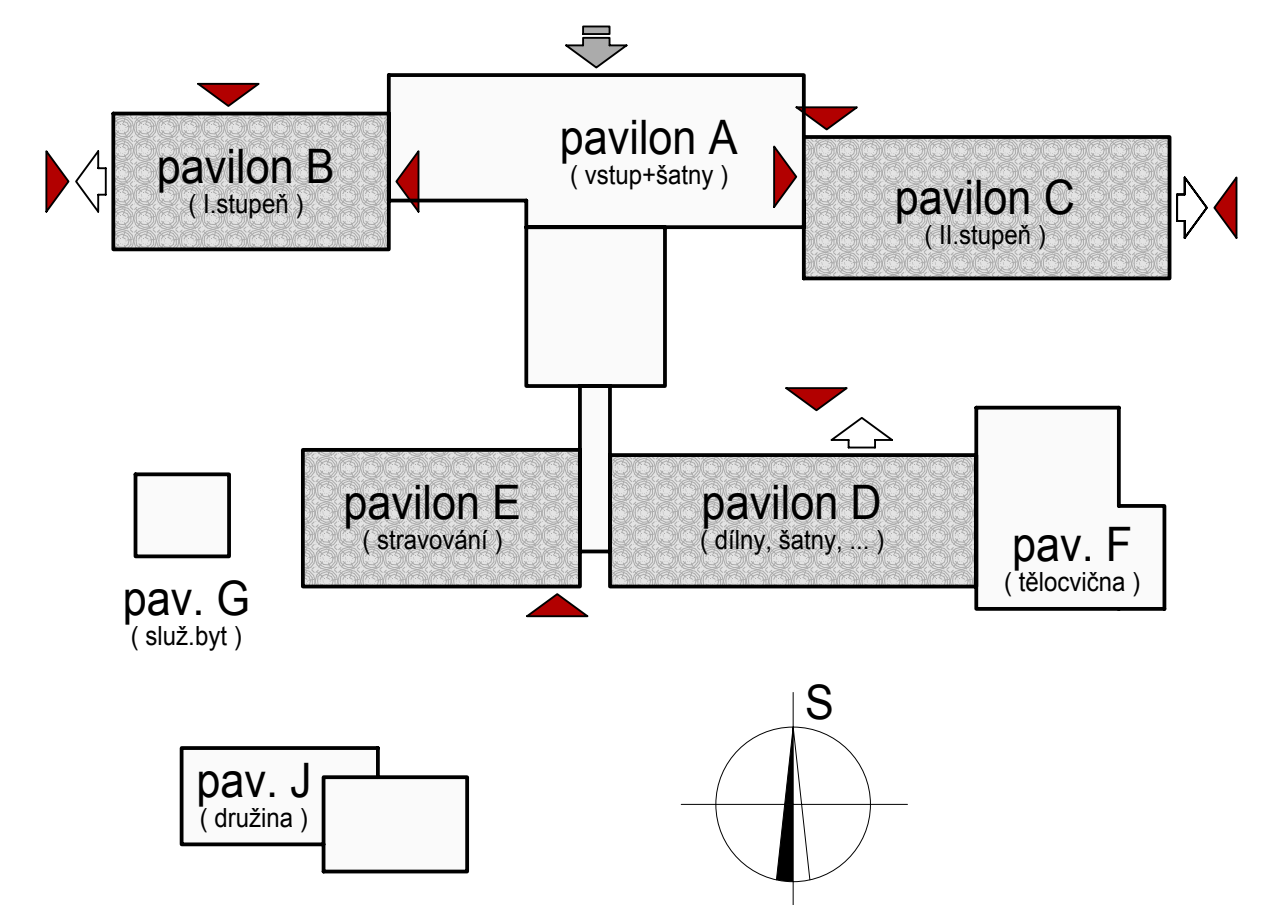 pavilon A
( vstup+šatny )
pavilon B
( I.stupeň )
pavilon C
( II.stupeň )
pavilon E
( stravování )
pavilon D
( dílny, šatny, ... )
pav. F
( tělocvična )
pav. G
( služ.byt )
S
pav. J
( družina )